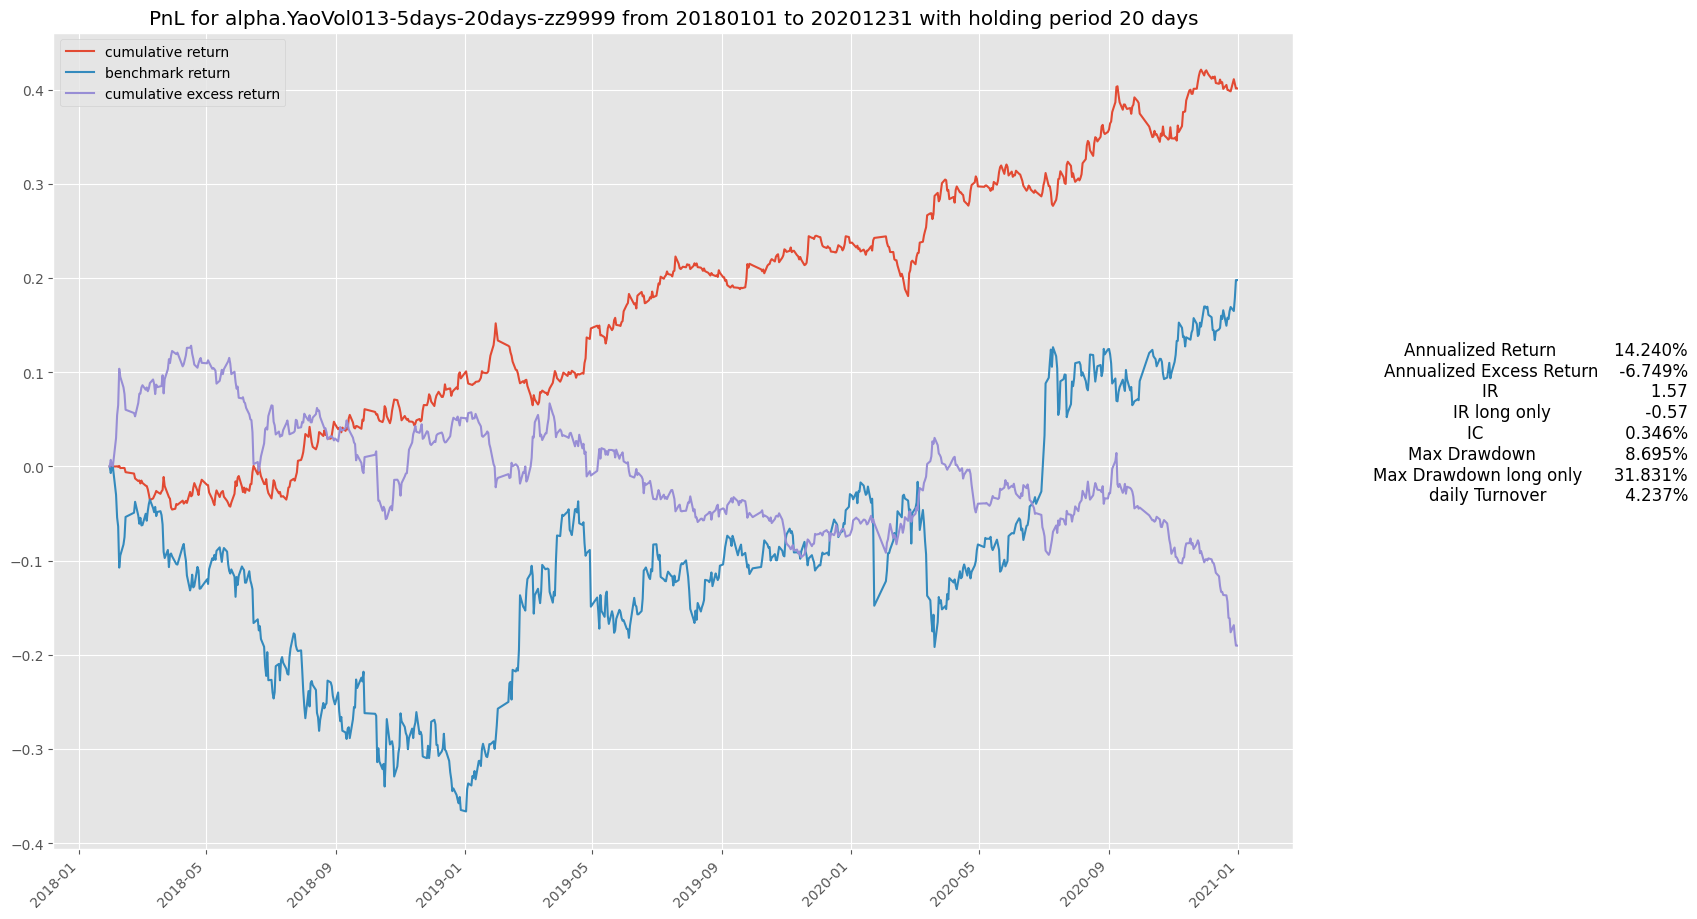 PnL for alpha.YaoVol013-5days-20days-zz9999 from 20180101 to 20201231 with holding period 20 days
cumulative return
benchmark return
cumulative excess return
0.4
0.3
0.2
0.1
0.0
−0.1
−0.2
−0.3
−0.4
2018-01
2018-05
2018-09
2019-01
2019-05
2019-09
2020-01
2020-05
2020-09
2021-01
Annualized Return 14.240%
Annualized Excess Return -6.749%
IR 1.57
IR long only -0.57
IC 0.346%
Max Drawdown 8.695%
Max Drawdown long only 31.831%
daily Turnover 4.237%